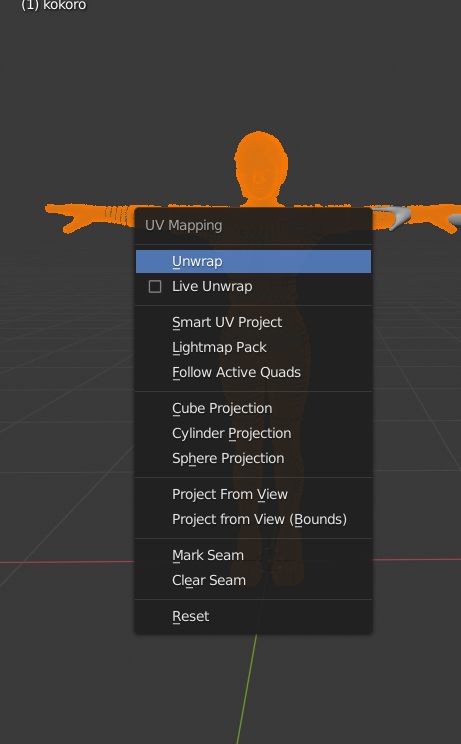 (1) kokoro
UV Mapping
Unwrap
Live Unwrap
Smart UV Project
Lightmap Pack
Follow Active Quads
Cube Projection
Cylinder Projection
Sphere Projection
Project From View
Project from View (Bounds)
Mark Seam
Clear Seam
Reset